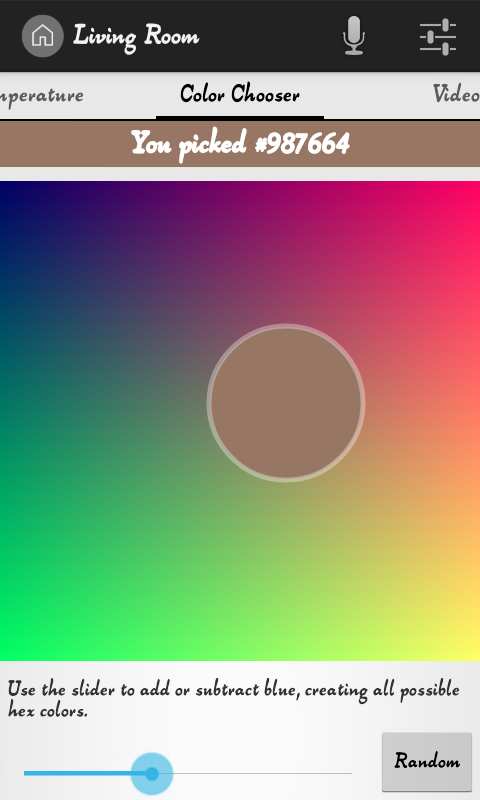 Living Room
mperature
Color Chooser
Video
You picked #987664
Use the slider to add or subtract blue, creating all possible
hex colors.
Random